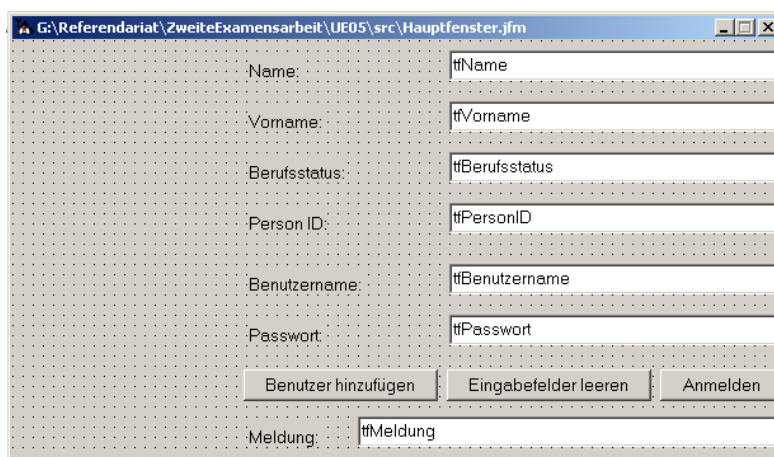 G:\Referendariat\ZweiteExamensarbeit\UE05\src\Hauptfenster.jfm
Name: tfName
Vorname: tfVorname
Berufsstatus: tfBerufsstatus
Person ID: tfPersonID
Benutzername: tfBenutzername
Passwort: tfPasswort
Benutzer hinzufügen Eingabefelder leeren Anmelden
Meldung: tfMeldung